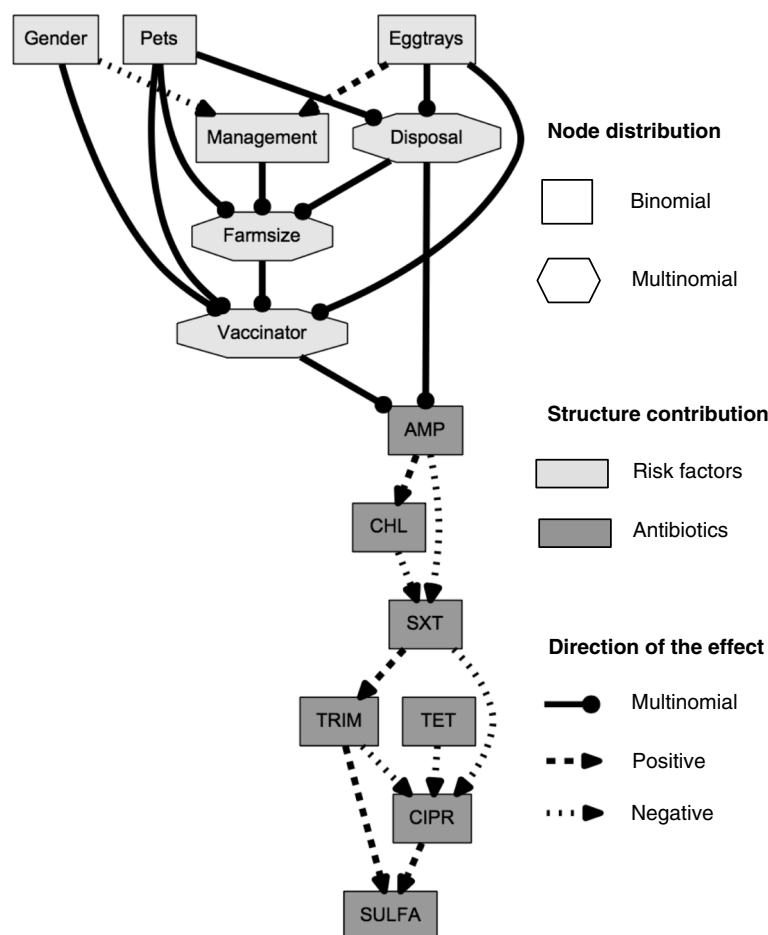 Gender
Pets
Eggtrays
Management
Disposal
Farmsize
Vaccinator
AMP
CHL
SXT
TRIM
TET
CIPR
SULFA
Node distribution
Binomial
Multinomial
Structure contribution
Risk factors
Antibiotics
Direction of the effect
Multinomial
Positive
Negative